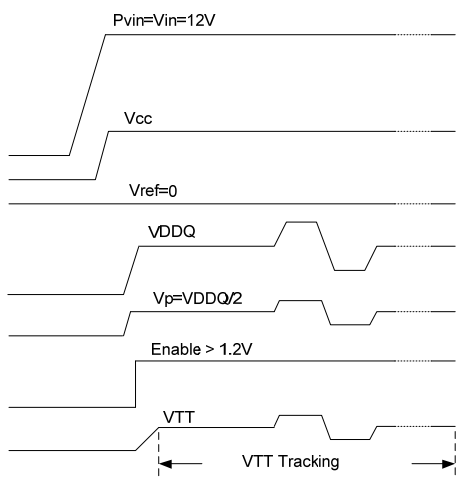 Pvin=Vin=12V
Vcc
Vref=0
VDDQ
Vp=VDDQ/2
Enable > 1.2V
VTT
VTT Tracking